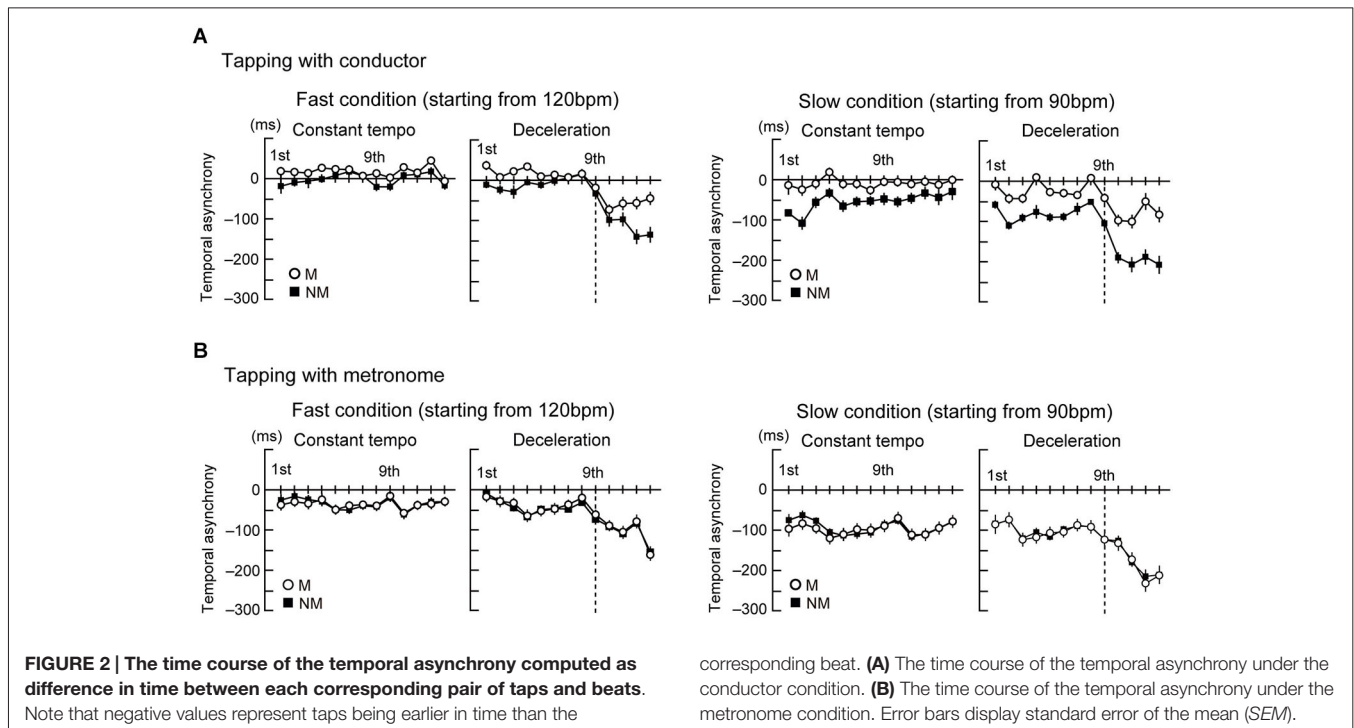 A
Tapping with conductor
Fast condition (starting from 120bpm)
Slow condition (starting from 90bpm)
(ms)
Constant tempo
Deceleration
1st
9th
1st
9th
Temporal asynchrony
0
−100
−200
−300
M
NM
(ms)
Constant tempo
Deceleration
1st
9th
1st
9th
Temporal asynchrony
0
−100
−200
−300
M
NM
B
Tapping with metronome
Fast condition (starting from 120bpm)
Slow condition (starting from 90bpm)
(ms)
Constant tempo
Deceleration
1st
9th
1st
9th
Temporal asynchrony
0
−100
−200
−300
M
NM
(ms)
Constant tempo
Deceleration
1st
9th
1st
9th
Temporal asynchrony
0
−100
−200
−300
M
NM
FIGURE 2 | The time course of the temporal asynchrony computed as
difference in time between each corresponding pair of taps and beats.
Note that negative values represent taps being earlier in time than the
corresponding beat. (A) The time course of the temporal asynchrony under the
conductor condition. (B) The time course of the temporal asynchrony under the
metronome condition. Error bars display standard error of the mean (SEM).